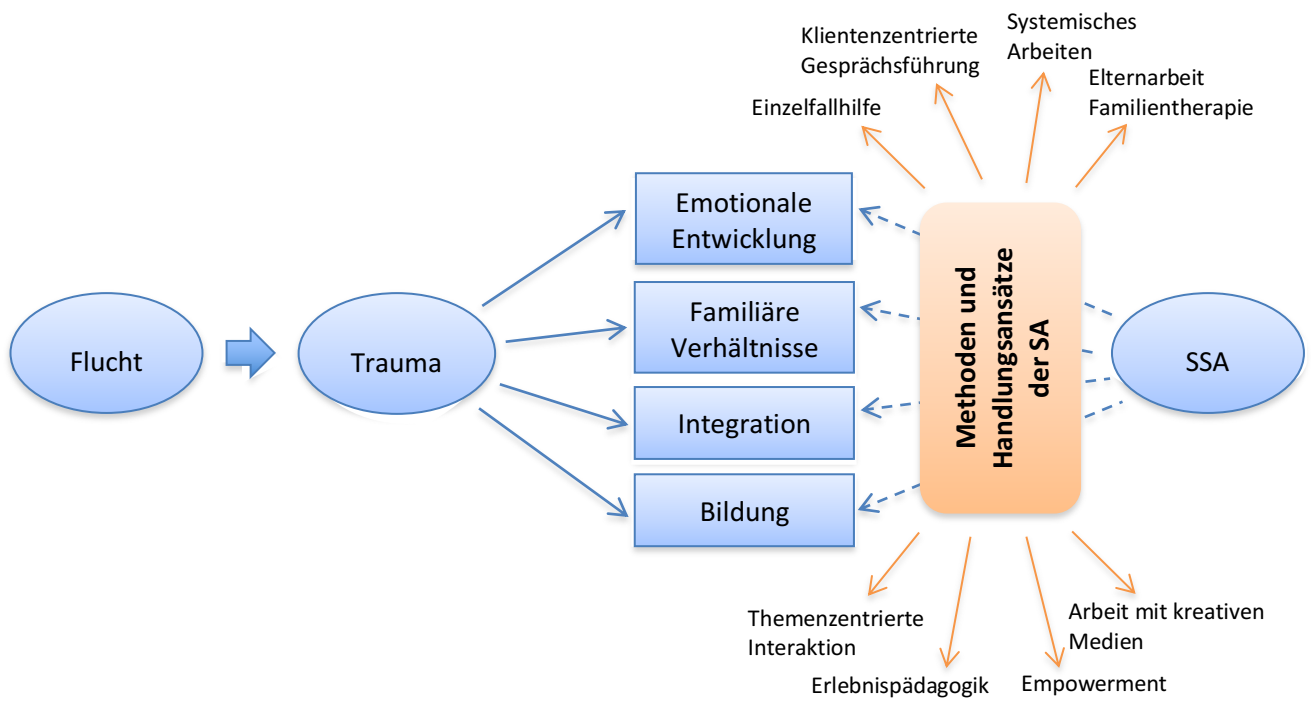 Systemisches
Arbeiten
Klientenzentrierte
Gesprächsführung
Elternarbeit
Familientherapie
Einzelfallhilfe
Emotionale
Entwicklung
Familiäre
Verhältnisse
Integration
Bildung
Flucht
Trauma
Methoden und
Handlungsansätze
der SA
SSA
Themenzentrierte
Interaktion
Arbeit mit kreativen
Medien
Erlebnispädagogik
Empowerment